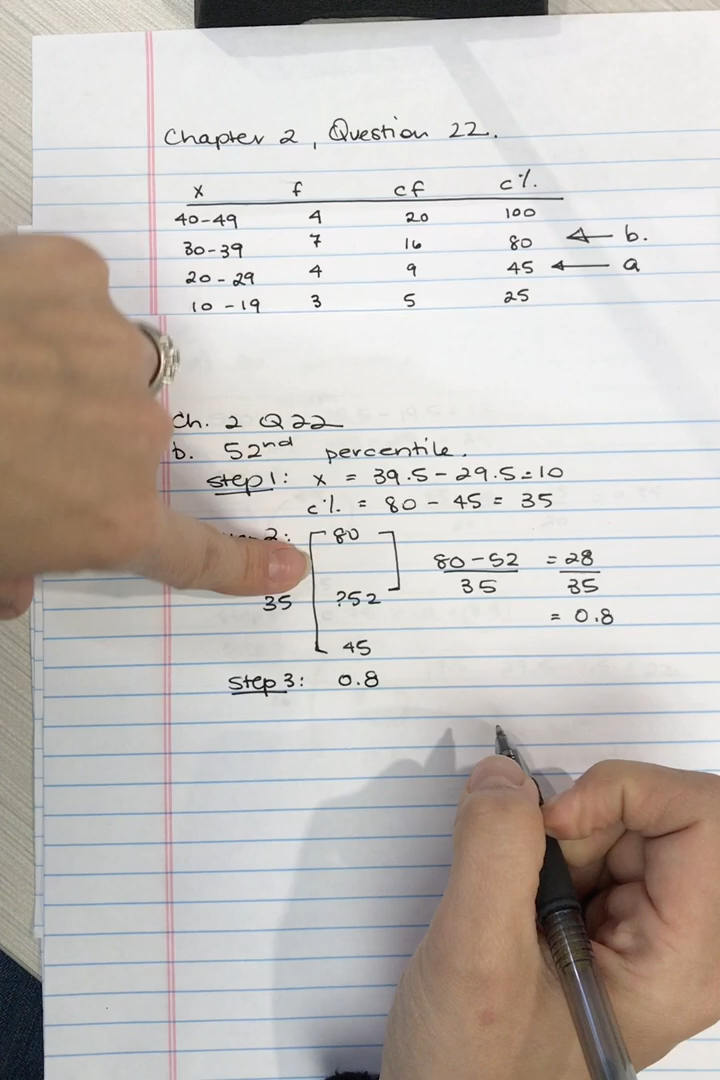 Chapter 2, Question 22.
x f cf c%.
40-49 4 20 100
30-39 7 16 80 b.
20-29 4 9 45 a
10-19 3 5 25
Ch. 2 Q22
b. 52nd percentile.
step1: x = 39.5-29.5=10
c% = 80 - 45 = 35
2: 80
80-52 = 28
35 35
35 ?52
= 0.8
45
step 3: 0.8